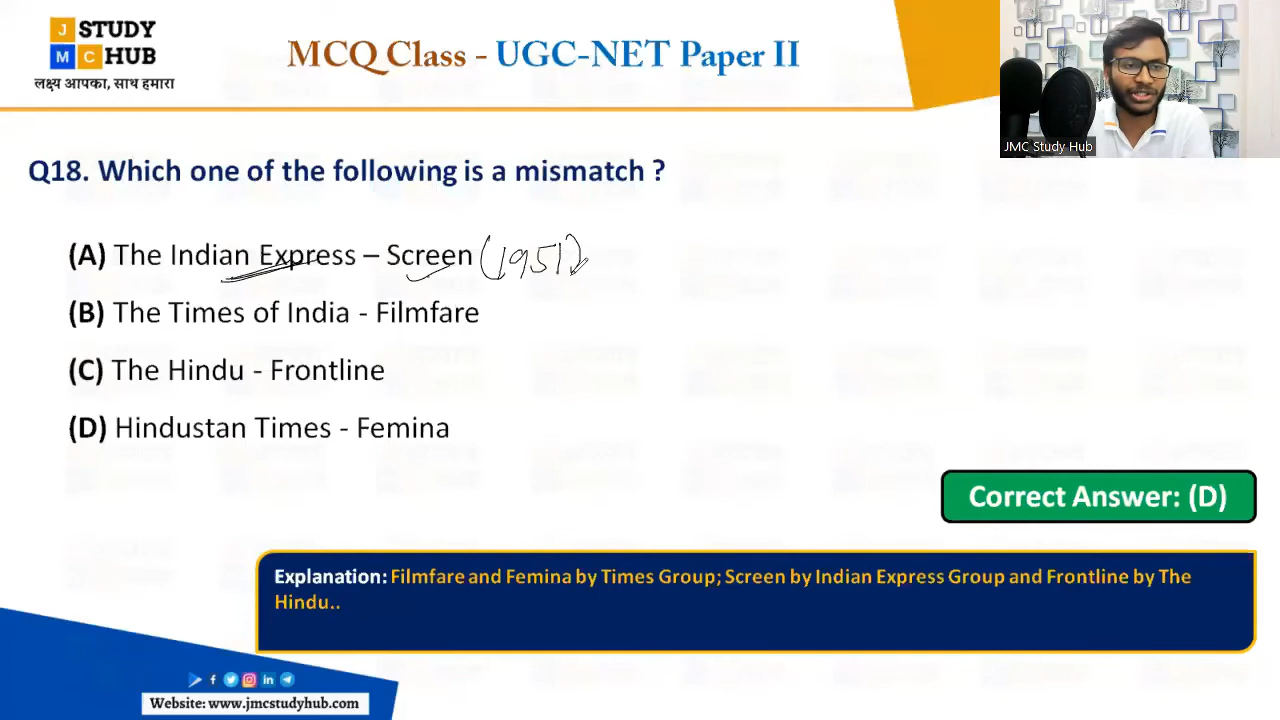 J STUDY
M C HUB
लक्ष्य आपका, साथ हमारा
MCQ Class - UGC-NET Paper II
JMC Study Hub
Q18. Which one of the following is a mismatch ?
(A) The Indian Express – Screen (1951)
(B) The Times of India - Filmfare
(C) The Hindu - Frontline
(D) Hindustan Times - Femina
Correct Answer: (D)
Explanation: Filmfare and Femina by Times Group; Screen by Indian Express Group and Frontline by The
Hindu..
Website: www.jmcstudyhub.com